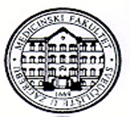 MEDICINSKI FAKULTET
SVEUČILIŠTE U ZAGREBU